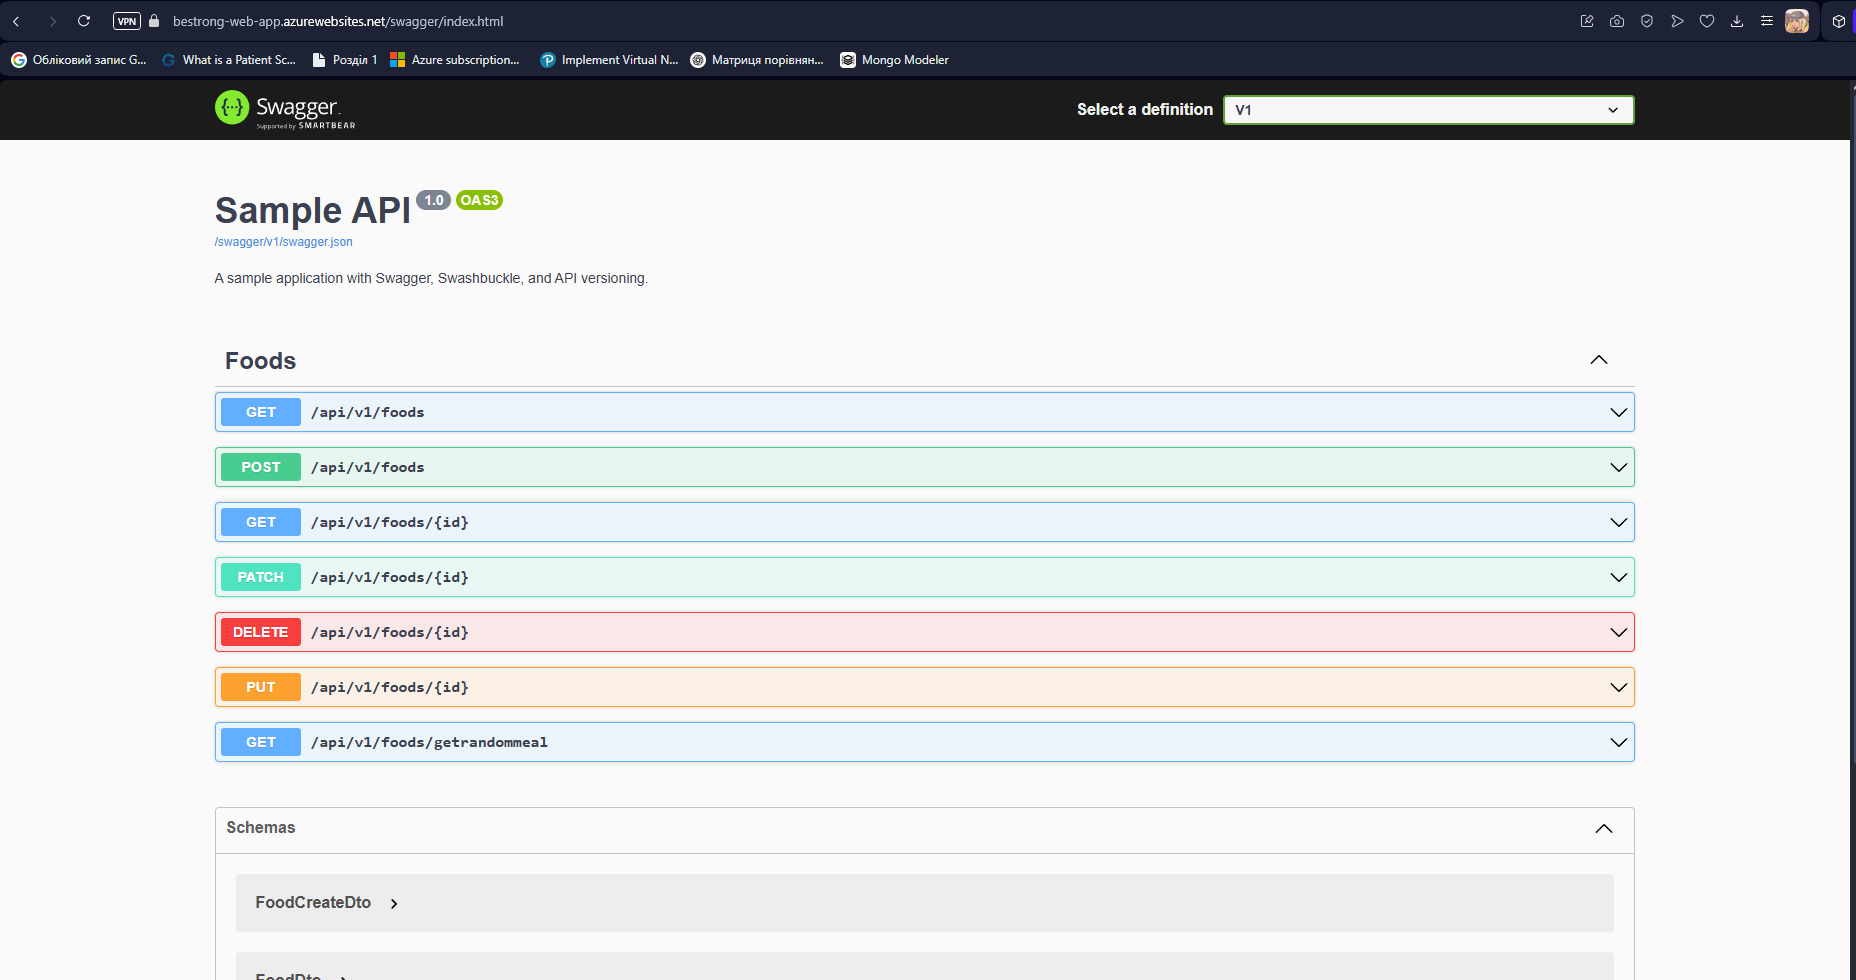 VPN
bestrong-web-app.azurewebsites.net/swagger/index.html
Обліковий запис G...
What is a Patient Sc...
Розділ 1
Azure subscription...
Implement Virtual N...
Матриця порівнян...
Mongo Modeler
Swagger
Supported by SMARTBEAR
Select a definition
V1
Sample API 1.0 OAS3
/swagger/v1/swagger.json
A sample application with Swagger, Swashbuckle, and API versioning.
Foods
GET /api/v1/foods
POST /api/v1/foods
GET /api/v1/foods/{id}
PATCH /api/v1/foods/{id}
DELETE /api/v1/foods/{id}
PUT /api/v1/foods/{id}
GET /api/v1/foods/getrandommeal
Schemas
FoodCreateDto
FoodDto